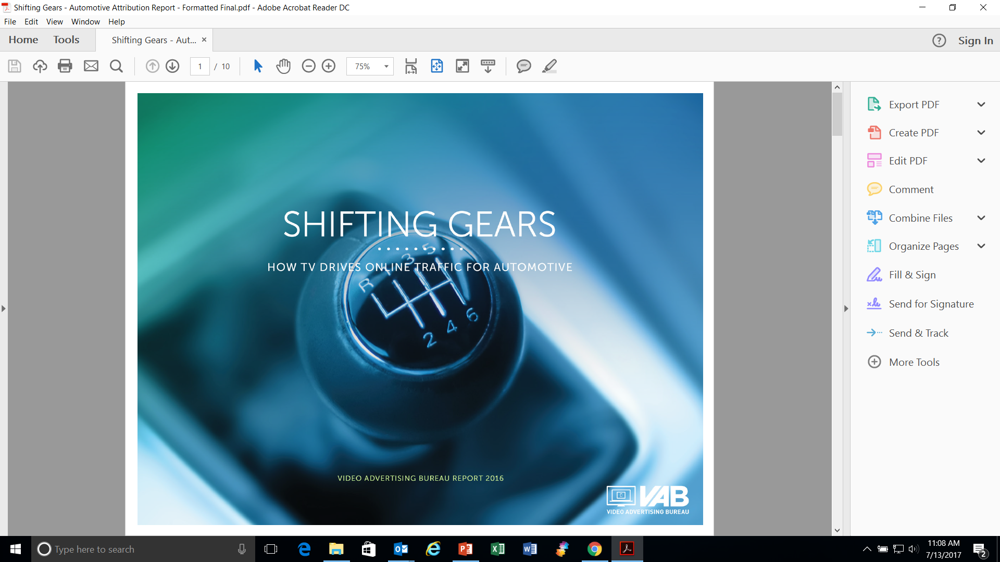 Shifting Gears - Automotive Attribution Report - Formatted Final.pdf - Adobe Acrobat Reader DC
File Edit View Window Help
Home Tools Shifting Gears - Aut... × ? Sign In
1 / 10 75%
SHIFTING GEARS
HOW TV DRIVES ONLINE TRAFFIC FOR AUTOMOTIVE
R 1 3 5
2 4 6
VIDEO ADVERTISING BUREAU REPORT 2016
VAB
VIDEO ADVERTISING BUREAU
Export PDF
Create PDF
Edit PDF
Comment
Combine Files
Organize Pages
Fill & Sign
Send for Signature
Send & Track
More Tools
Type here to search
11:08 AM
7/13/2017
2